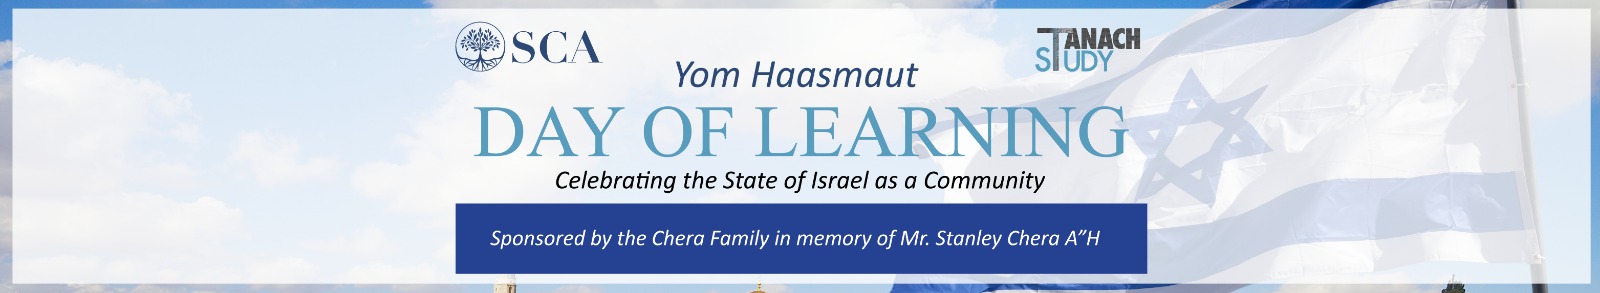 SCA
TANACH
STUDY
Yom Haasmaut
DAY OF LEARNING
Celebrating the State of Israel as a Community
Sponsored by the Chera Family in memory of Mr. Stanley Chera A”H